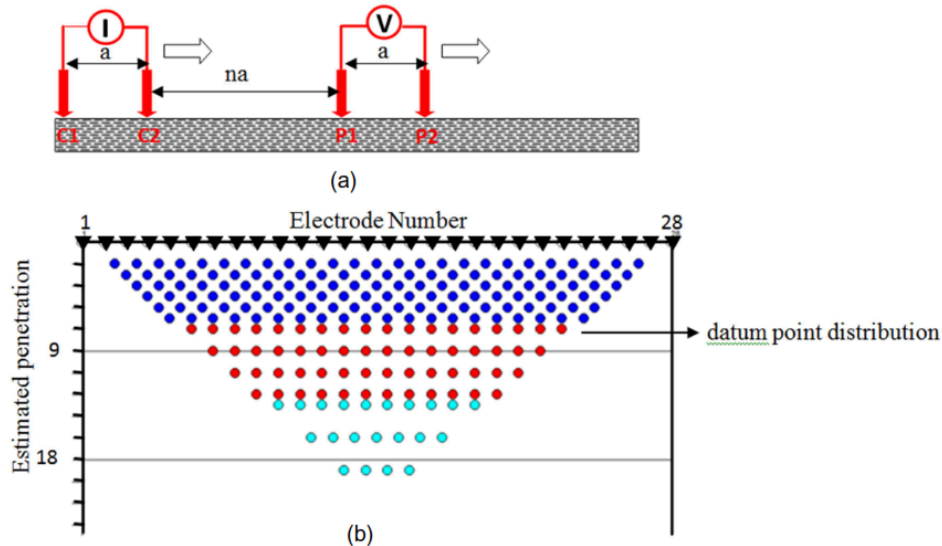 I
V
a
a
na
C1
C2
P1
P2
(a)
Electrode Number
1
28
Estimated penetration
9
18
datum point distribution
(b)